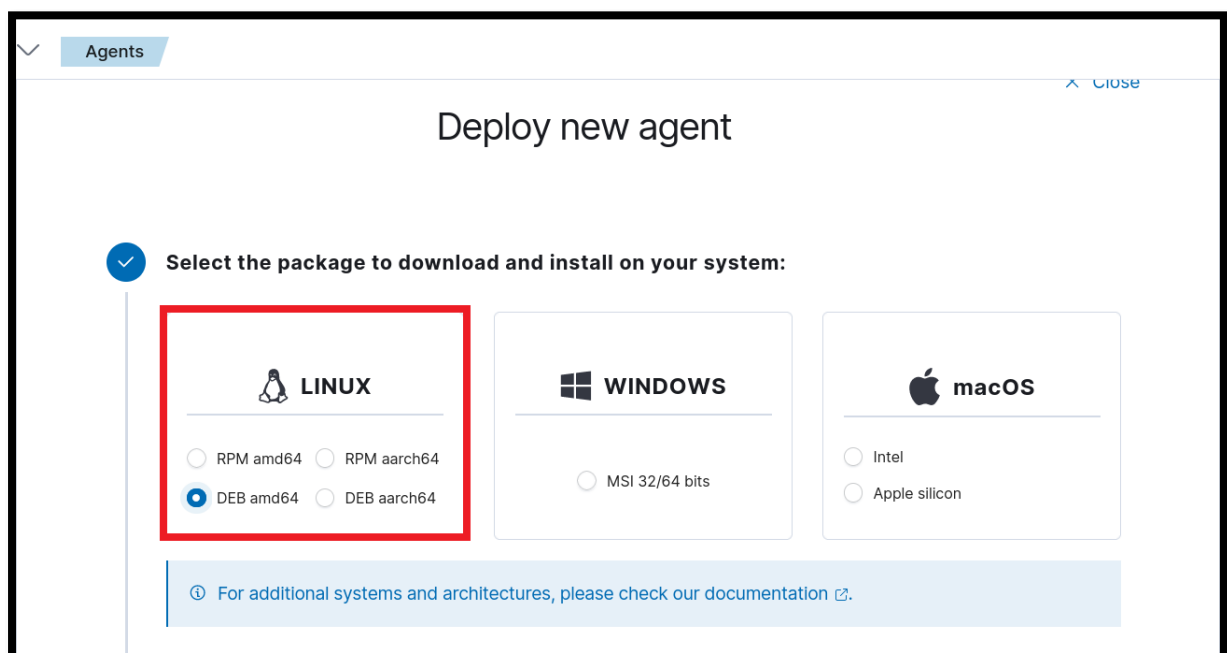 Agents
Close
Deploy new agent
Select the package to download and install on your system:
LINUX
RPM amd64 RPM aarch64
DEB amd64 DEB aarch64
WINDOWS
MSI 32/64 bits
macOS
Intel
Apple silicon
For additional systems and architectures, please check our documentation.